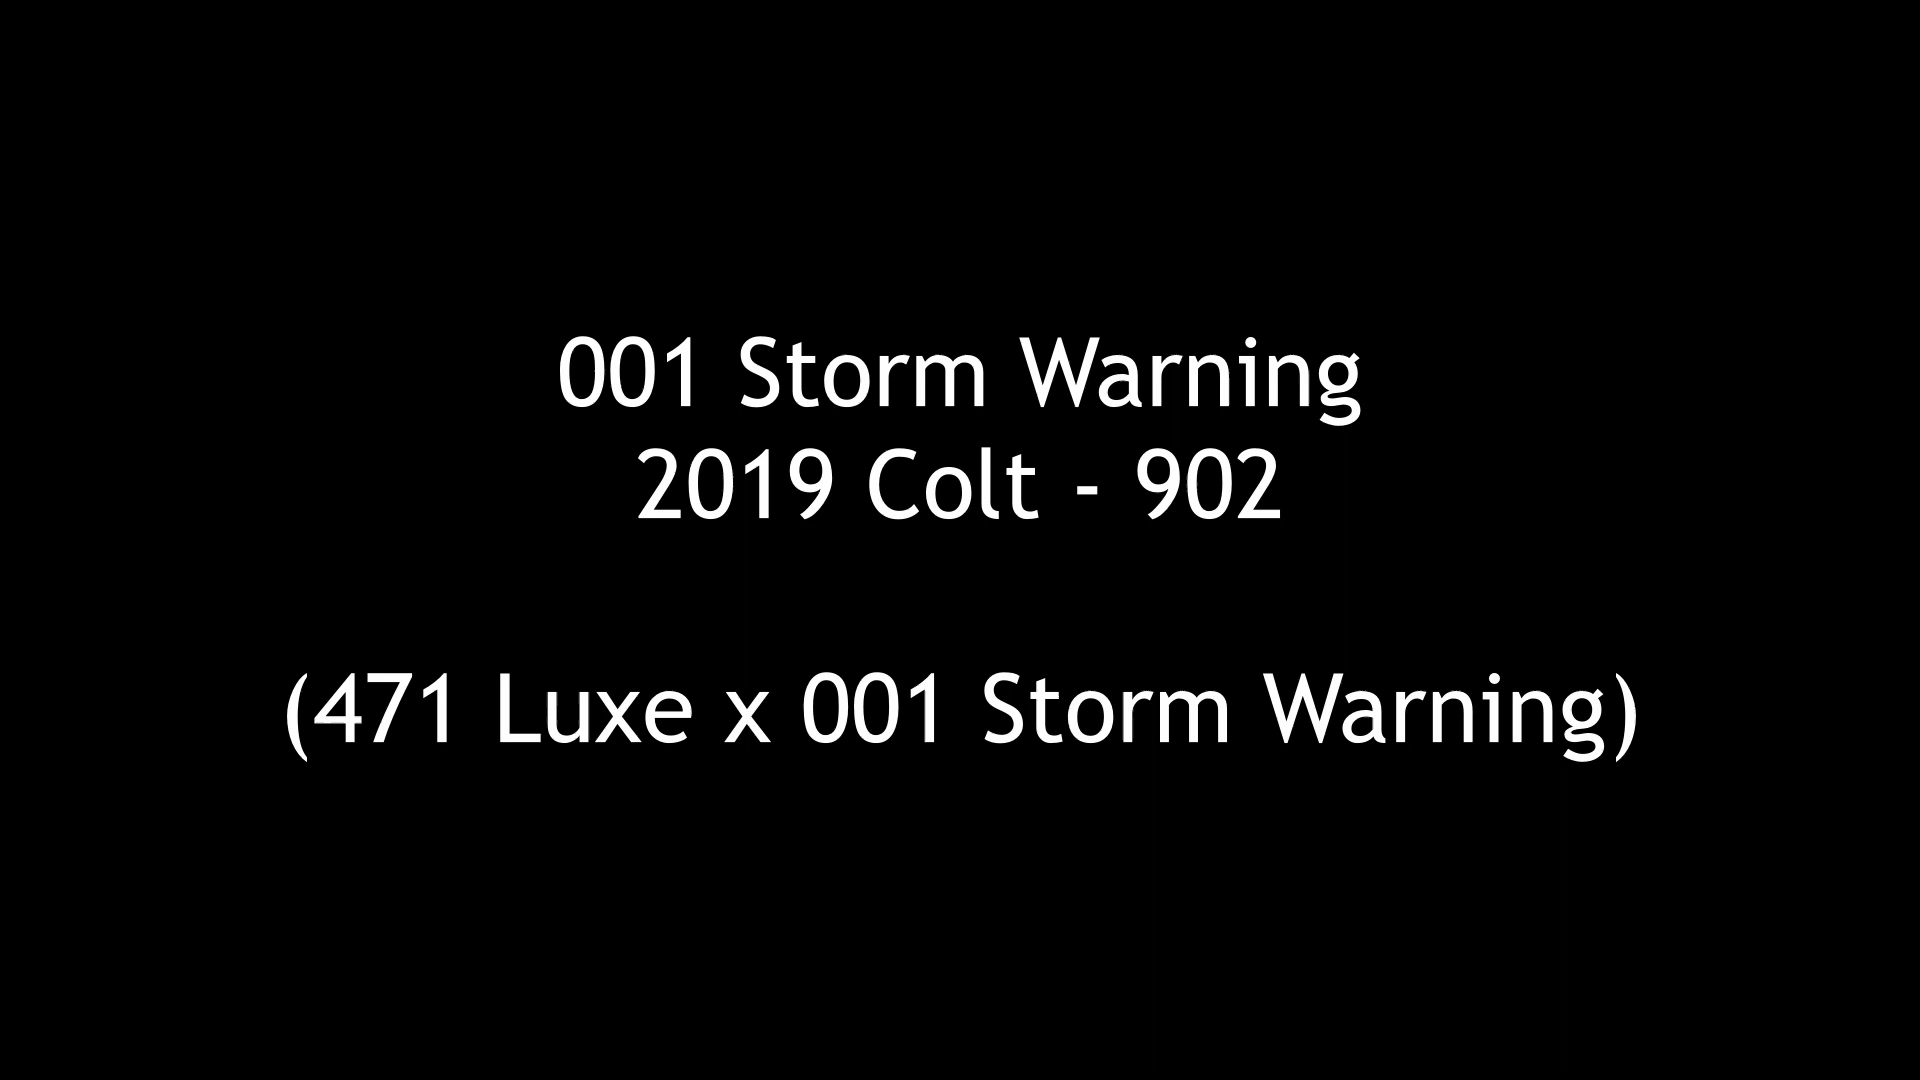 001 Storm Warning
2019 Colt - 902
(471 Luxe x 001 Storm Warning)